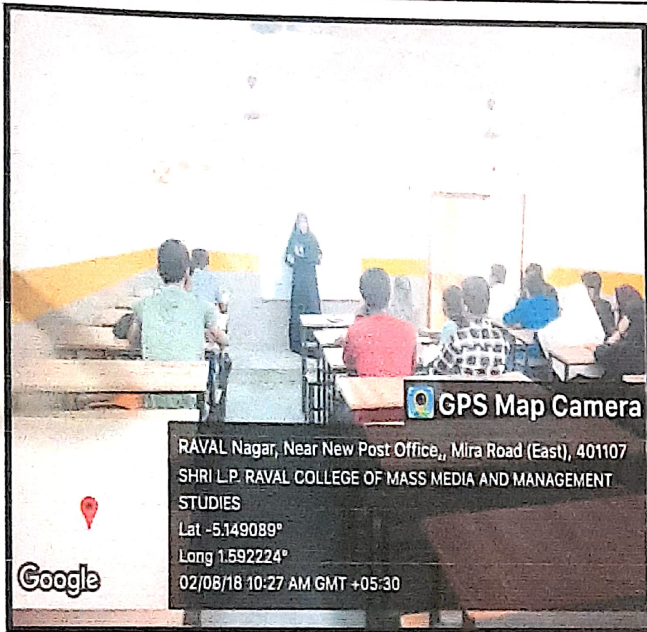 GPS Map Camera
RAVAL Nagar, Near New Post Office,, Mira Road (East), 401107
SHRI L.P. RAVAL COLLEGE OF MASS MEDIA AND MANAGEMENT
STUDIES
Lat -5.149089°
Long 1.592224°
02/08/18 10:27 AM GMT +05:30
Google